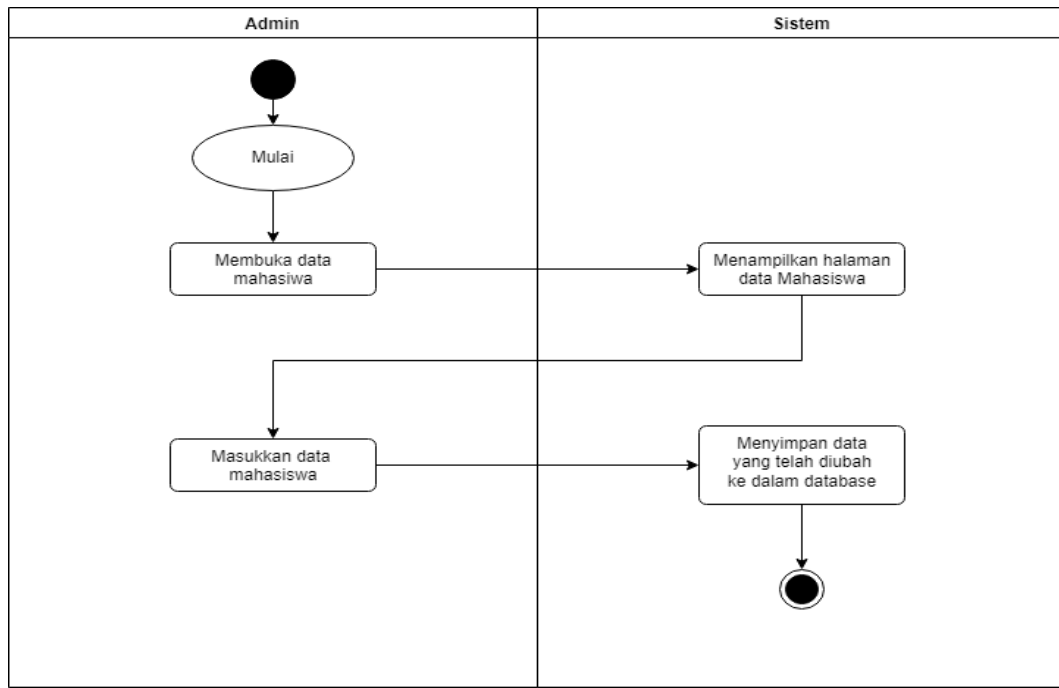 Admin
Sistem
Mulai
Membuka data
mahasiwa
Menampilkan halaman
data Mahasiswa
Masukkan data
mahasiswa
Menyimpan data
yang telah diubah
ke dalam database